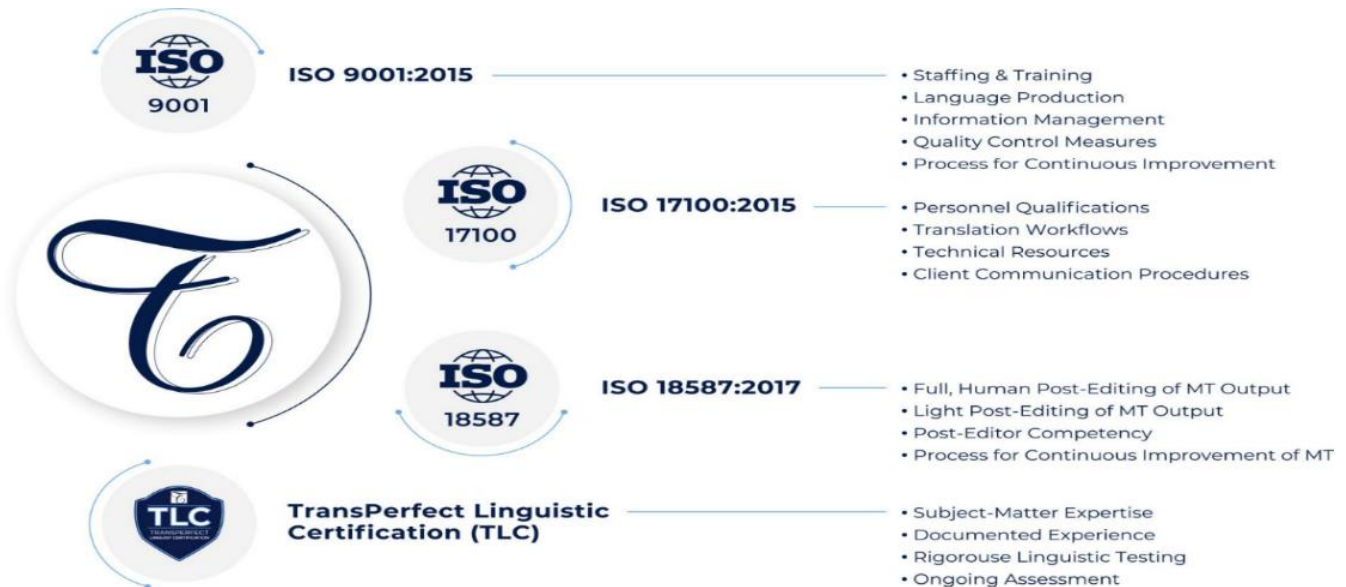 ISO
9001
ISO 9001:2015
• Staffing & Training
• Language Production
• Information Management
• Quality Control Measures
• Process for Continuous Improvement
ISO
17100
ISO 17100:2015
• Personnel Qualifications
• Translation Workflows
• Technical Resources
• Client Communication Procedures
ISO
18587
ISO 18587:2017
• Full, Human Post-Editing of MT Output
• Light Post-Editing of MT Output
• Post-Editor Competency
• Process for Continuous Improvement of MT
TLC
TRANSPERFECT
LINGUIST CERTIFICATION
TransPerfect Linguistic
Certification (TLC)
• Subject-Matter Expertise
• Documented Experience
• Rigorouse Linguistic Testing
• Ongoing Assessment